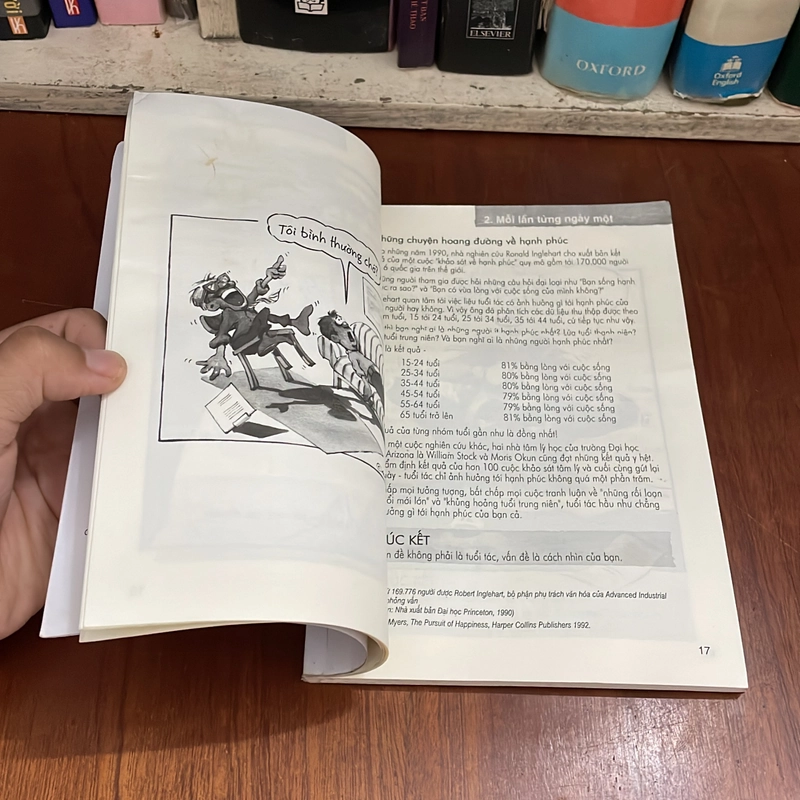 ELSEVIER
OXFORD
Oxford
English
Tôi bình thường chớ
2. Mỗi lần từng ngày một
hững chuyện hoang đường về hạnh phúc
những năm 1990, nhà nghiên cứu Ronald Inglehart cho xuất bản kết
của một cuộc "khảo sát về hạnh phúc" quy mô gồm tới 170.000 người
6 quốc gia trên thế giới.
người tham gia được hỏi những câu hỏi đại loại như "Bạn sống hạnh
ra sao?" và "Bạn có vừa lòng với cuộc sống của mình không?"
hart quan tâm tới việc liệu tuổi tác có ảnh hưởng gì tới hạnh phúc của
người hay không. Vì vậy ông đã phân tích các dữ liệu thu thập được theo
tuổi, 15 tới 24 tuổi, 25 tới 34 tuổi, 35 tới 44 tuổi, cứ tiếp tục như vậy.
thì bạn nghĩ ai là những người ít hạnh phúc nhất? Lứa tuổi thanh niên?
tuổi trung niên? Và bạn nghĩ ai là những người hạnh phúc nhất?
là kết quả -
15-24 tuổi 81% bằng lòng với cuộc sống
25-34 tuổi 80% bằng lòng với cuộc sống
35-44 tuổi 80% bằng lòng với cuộc sống
45-54 tuổi 79% bằng lòng với cuộc sống
55-64 tuổi 79% bằng lòng với cuộc sống
65 tuổi trở lên 81% bằng lòng với cuộc sống
của từng nhóm tuổi gần như là đồng nhất!
một cuộc nghiên cứu khác, hai nhà tâm lý học của trường Đại học
Arizona là William Stock và Morris Okun cũng đạt những kết quả y hệt.
ẩm định kết quả của hơn 100 cuộc khảo sát tâm lý và cuối cùng gút lại
này - tuổi tác chỉ ảnh hưởng tới hạnh phúc không quá một phần trăm.
ấp mọi tưởng tượng, bất chấp mọi cuộc tranh luận về "những rối loạn
ổi mới lớn" và "khủng hoảng tuổi trung niên", tuổi tác hầu như chẳng
ưởng gì tới hạnh phúc của bạn cả.
ÚC KẾT
n đề không phải là tuổi tác, vấn đề là cách nhìn của bạn.
169.776 người được Robert Inglehart, bộ phận phụ trách văn hóa của Advanced Industrial
phỏng vấn
n: Nhà xuất bản Đại học Princeton, 1990)
Myers, The Pursuit of Happiness, Harper Collins Publishers 1992.
17